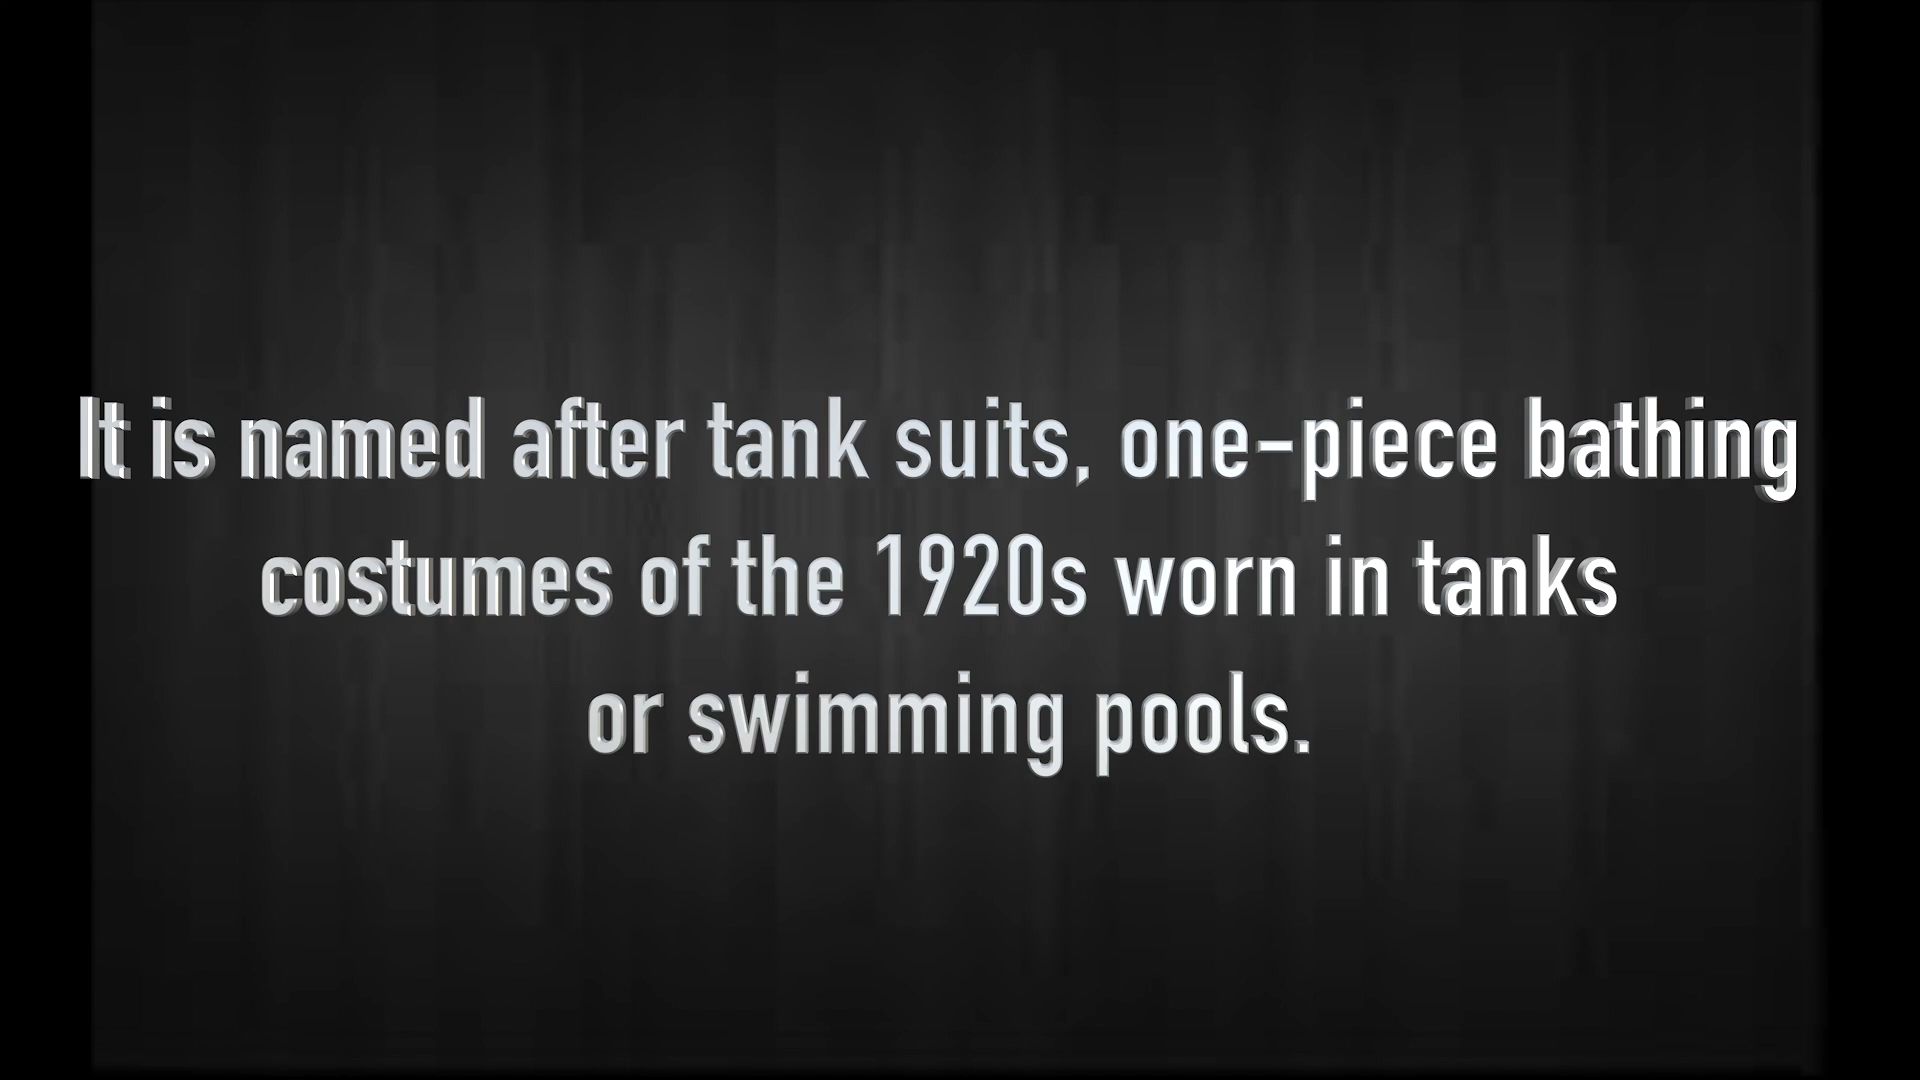 It is named after tank suits, one-piece bathing
costumes of the 1920s worn in tanks
or swimming pools.